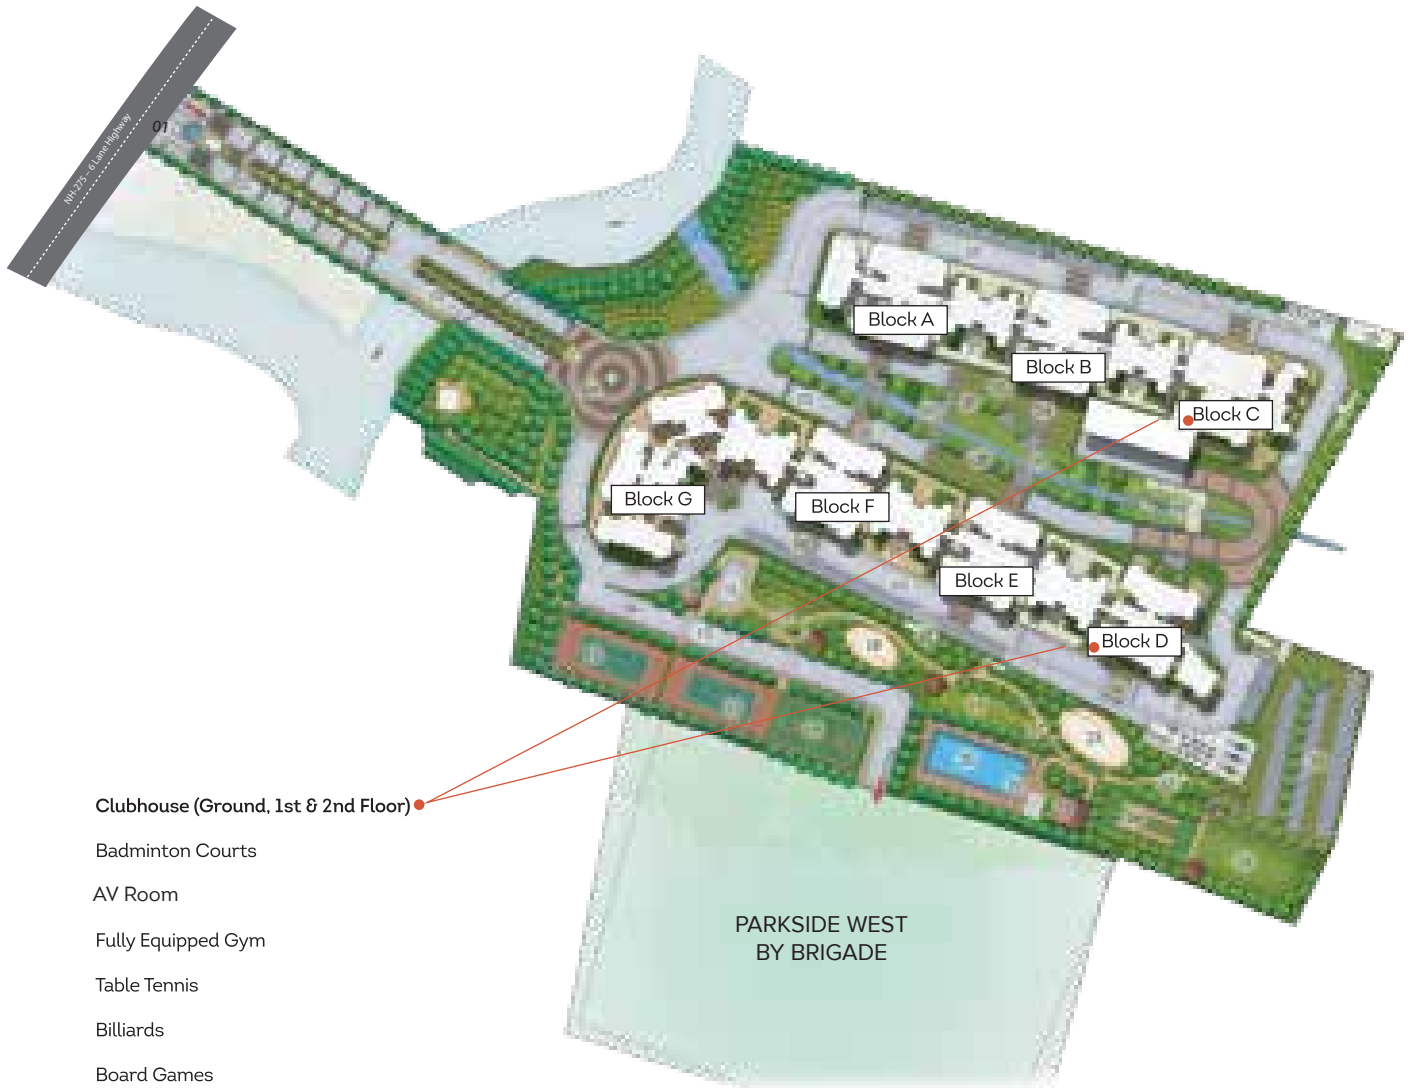 NH-275 – 6 Lane Highway
01
Block A
Block B
Block C
Block G
Block F
Block E
Block D
Clubhouse (Ground, 1st & 2nd Floor)
Badminton Courts
AV Room
Fully Equipped Gym
Table Tennis
Billiards
Board Games
PARKSIDE WEST
BY BRIGADE